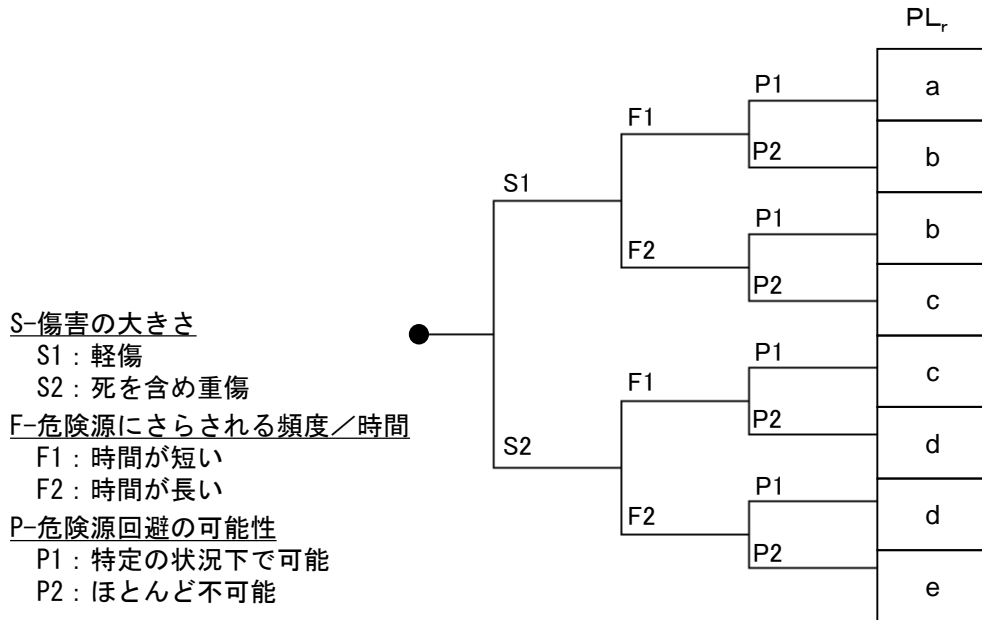 PLr
a
P1
F1
P2
b
S1
P1
b
F2
P2
c
S-傷害の大きさ
S1:軽傷
S2:死を含め重傷
F-危険源にさらされる頻度/時間
F1:時間が短い
F2:時間が長い
P-危険源回避の可能性
P1:特定の状況下で可能
P2:ほとんど不可能
P1
c
F1
P2
d
S2
P1
d
F2
P2
e